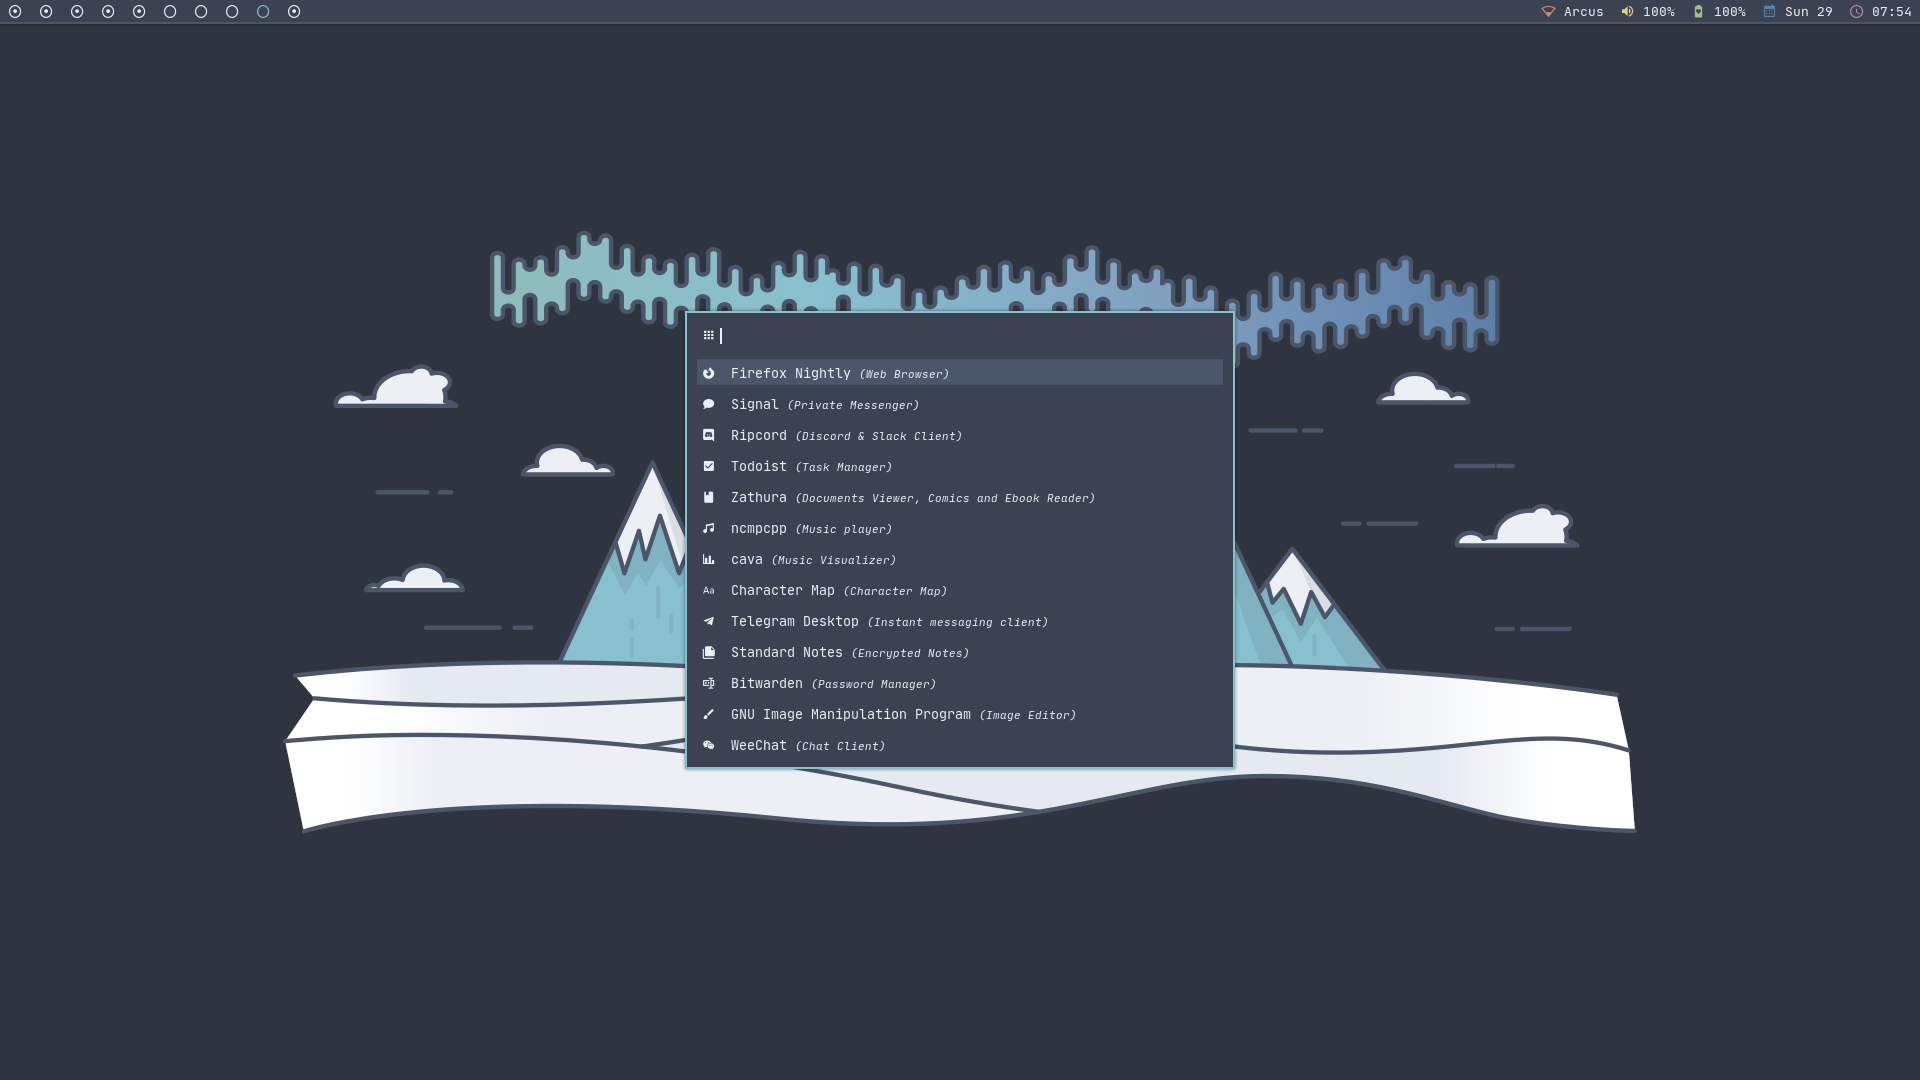 Arcus 100% 100% Sun 29 07:54
Firefox Nightly (Web Browser)
Signal (Private Messenger)
Ripcord (Discord & Slack Client)
Todoist (Task Manager)
Zathura (Documents Viewer, Comics and Ebook Reader)
ncmpcpp (Music player)
cava (Music Visualizer)
Aa Character Map (Character Map)
Telegram Desktop (Instant messaging client)
Standard Notes (Encrypted Notes)
Bitwarden (Password Manager)
GNU Image Manipulation Program (Image Editor)
WeeChat (Chat Client)